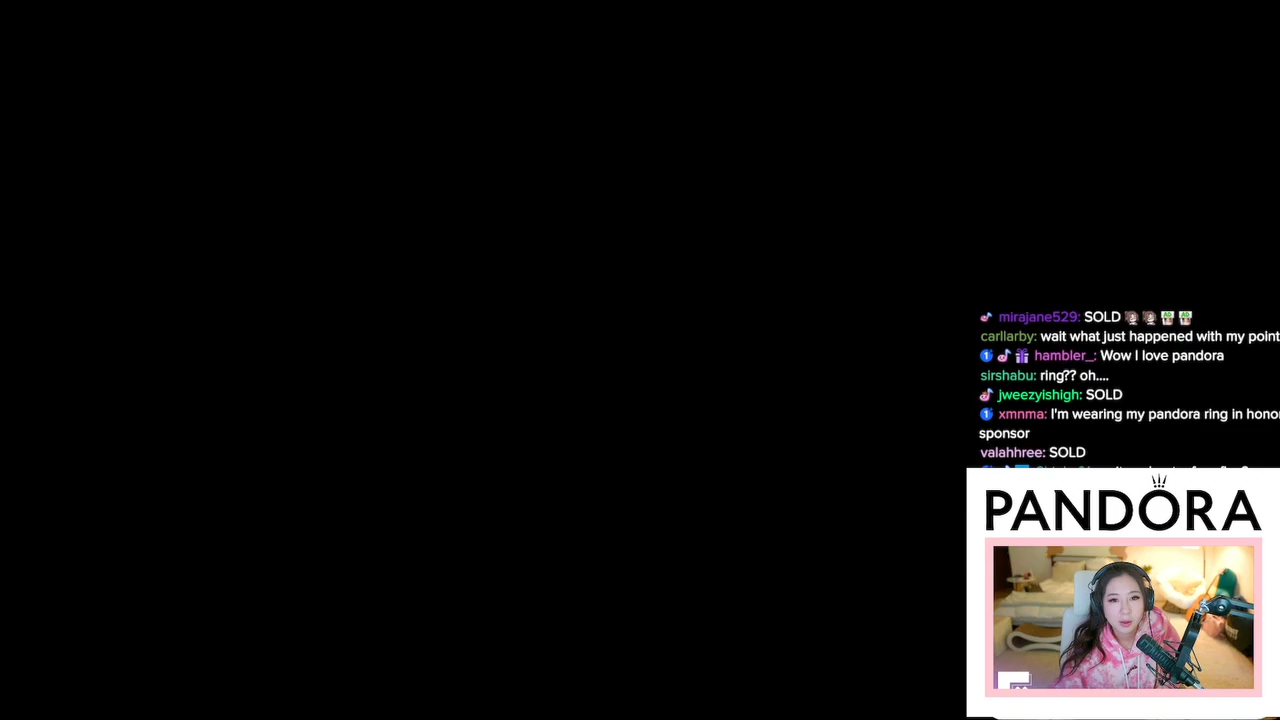 mirajane529: SOLD
carllarby: wait what just happened with my point
hambler_: Wow I love pandora
sirshabu: ring?? oh....
jweezyishigh: SOLD
xmnma: I'm wearing my pandora ring in honor
sponsor
valahhree: SOLD
PANDORA